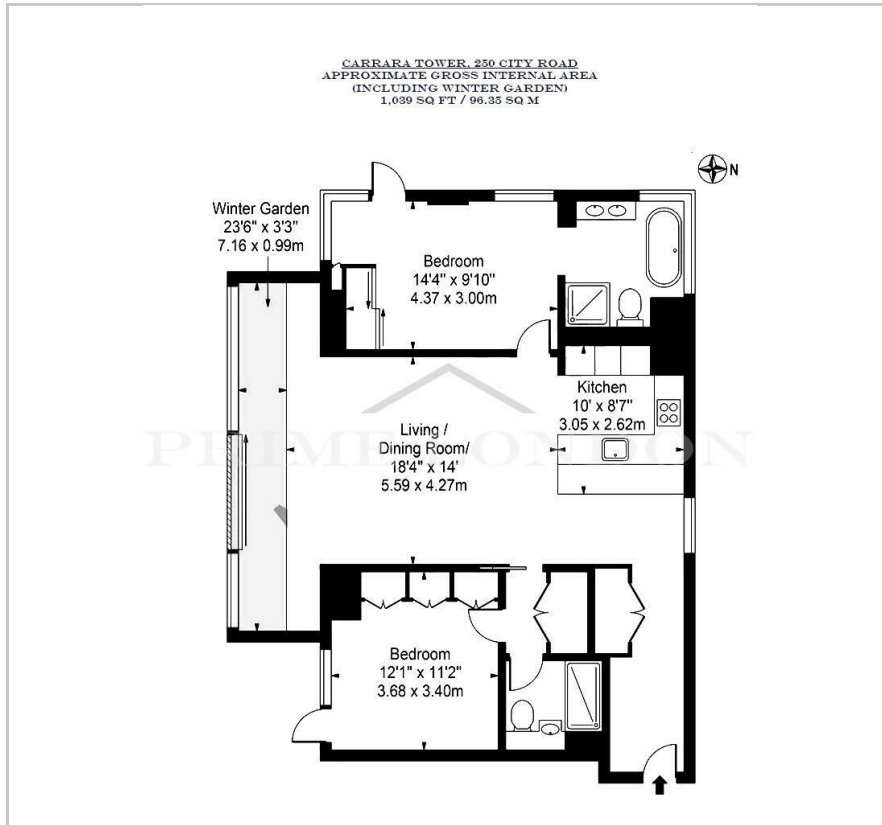 CARRARA TOWER, 250 CITY ROAD
APPROXIMATE GROSS INTERNAL AREA
(INCLUDING WINTER GARDEN)
1,039 SQ FT / 96.35 SQ M
N
Winter Garden
23'6" x 3'3"
7.16 x 0.99m
Bedroom
14'4" x 9'10"
4.37 x 3.00m
Kitchen
10' x 8'7"
3.05 x 2.62m
Living /
Dining Room/
18'4" x 14'
5.59 x 4.27m
PRIME LONDON
Bedroom
12'1" x 11'2"
3.68 x 3.40m